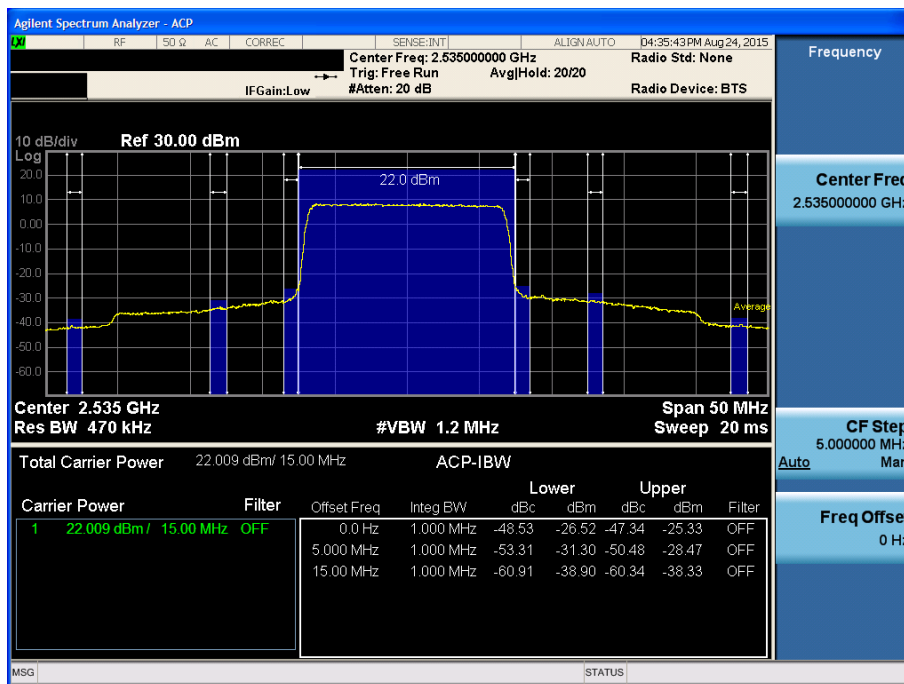 Agilent Spectrum Analyzer - ACP
LXI RF 50 Ω AC CORREC SENSE:INT ALIGN AUTO 04:35:43 PM Aug 24, 2015
Center Freq: 2.535000000 GHz Radio Std: None
Trig: Free Run Avg|Hold: 20/20
IFGain:Low #Atten: 20 dB Radio Device: BTS
10 dB/div Ref 30.00 dBm
Log
20.0
10.0
0.00
-10.0
-20.0
-30.0
-40.0
-50.0
-60.0
22.0 dBm
Average
Center 2.535 GHz Span 50 MHz
Res BW 470 kHz #VBW 1.2 MHz Sweep 20 ms
Total Carrier Power 22.009 dBm/ 15.00 MHz ACP-IBW
Lower Upper
Carrier Power Filter Offset Freq Integ BW dBc dBm dBc dBm Filter
1 22.009 dBm / 15.00 MHz OFF 0.0 Hz 1.000 MHz -48.53 -26.52 -47.34 -25.33 OFF
5.000 MHz 1.000 MHz -53.31 -31.30 -50.48 -28.47 OFF
15.00 MHz 1.000 MHz -60.91 -38.90 -60.34 -38.33 OFF
MSG STATUS
Frequency
Center Fre
2.535000000 GH
CF Ste
5.000000 MH
Auto Ma
Freq Offse
0 H